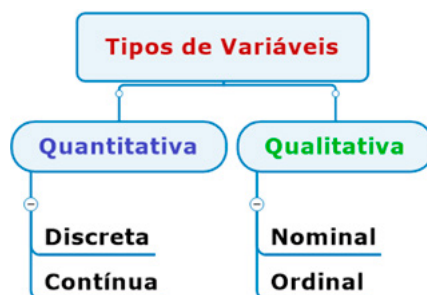 Tipos de Variáveis
Quantitativa
Qualitativa
Discreta
Nominal
Contínua
Ordinal